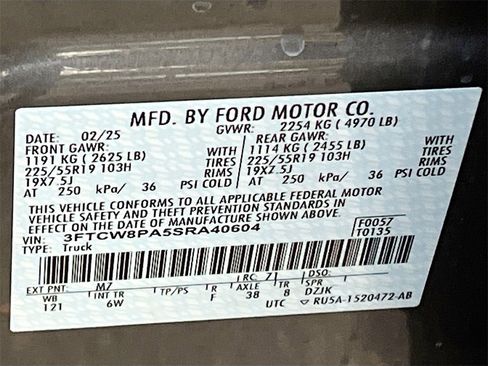 MFD. BY FORD MOTOR CO.
DATE: 02/25 GVWR: 2254 KG ( 4970 LB)
FRONT GAWR: REAR GAWR:
1191 KG ( 2625 LB) WITH 1114 KG ( 2455 LB) WITH
225/55R19 103H TIRES 225/55R19 103H TIRES
19X7.5J RIMS 19X7.5J RIMS
AT 250 kPa/ 36 PSI COLD AT 250 kPa/ 36 PSI COLD
THIS VEHICLE CONFORMS TO ALL APPLICABLE FEDERAL MOTOR
VEHICLE SAFETY AND THEFT PREVENTION STANDARDS IN
EFFECT ON THE DATE OF MANUFACTURE SHOWN ABOVE.
VIN: 3FTCW8PA5SRA40604 F0057
TYPE: Truck T0135
EXT PNT: M7 RC: 7 DSO:
WB INT TR TP/PS R AXLE TR SPR
121 6W F 38 8 DZJK
UTC RU5A-1520472-AB